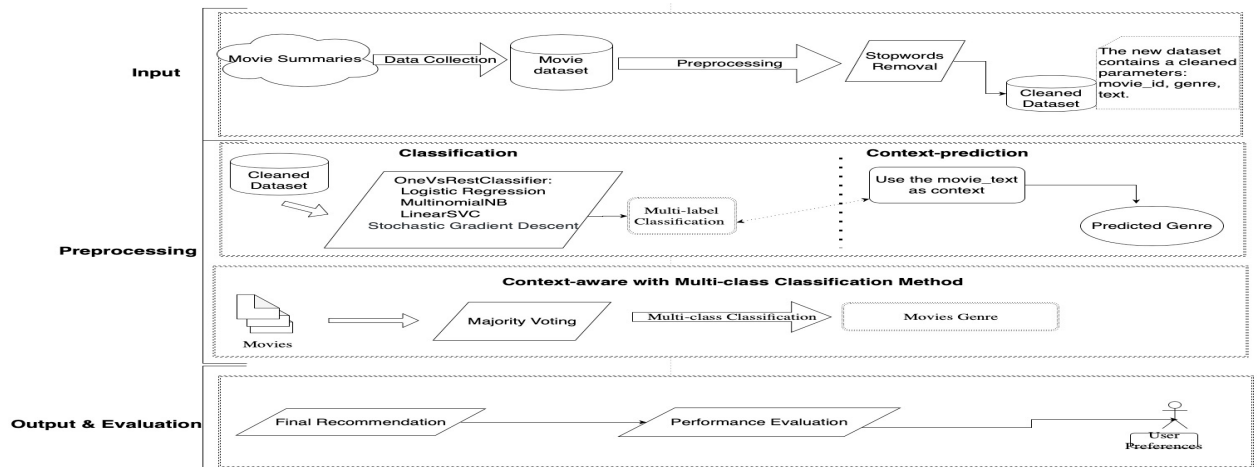 Input
Movie Summaries
Data Collection
Movie
dataset
Preprocessing
Stopwords
Removal
Cleaned
Dataset
The new dataset
contains a cleaned
parameters:
movie_id, genre,
text.
Preprocessing
Classification
Cleaned
Dataset
OneVsRestClassifier:
Logistic Regression
MultinomialNB
LinearSVC
Stochastic Gradient Descent
Multi-label
Classification
Context-prediction
Use the movie_text
as context
Predicted Genre
Context-aware with Multi-class Classification Method
Movies
Majority Voting
Multi-class Classification
Movies Genre
Output & Evaluation
Final Recommendation
Performance Evaluation
User
Preferences